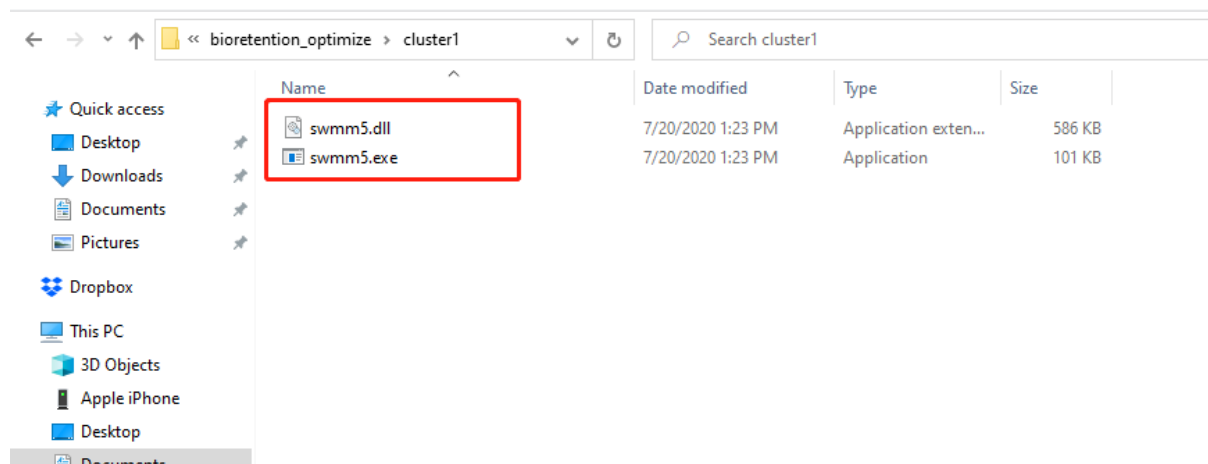 « bioretention_optimize > cluster1
Search cluster1
Name Date modified Type Size
Quick access
Desktop
Downloads
Documents
Pictures
Dropbox
This PC
3D Objects
Apple iPhone
Desktop
Documents
swmm5.dll 7/20/2020 1:23 PM Application exten... 586 KB
swmm5.exe 7/20/2020 1:23 PM Application 101 KB